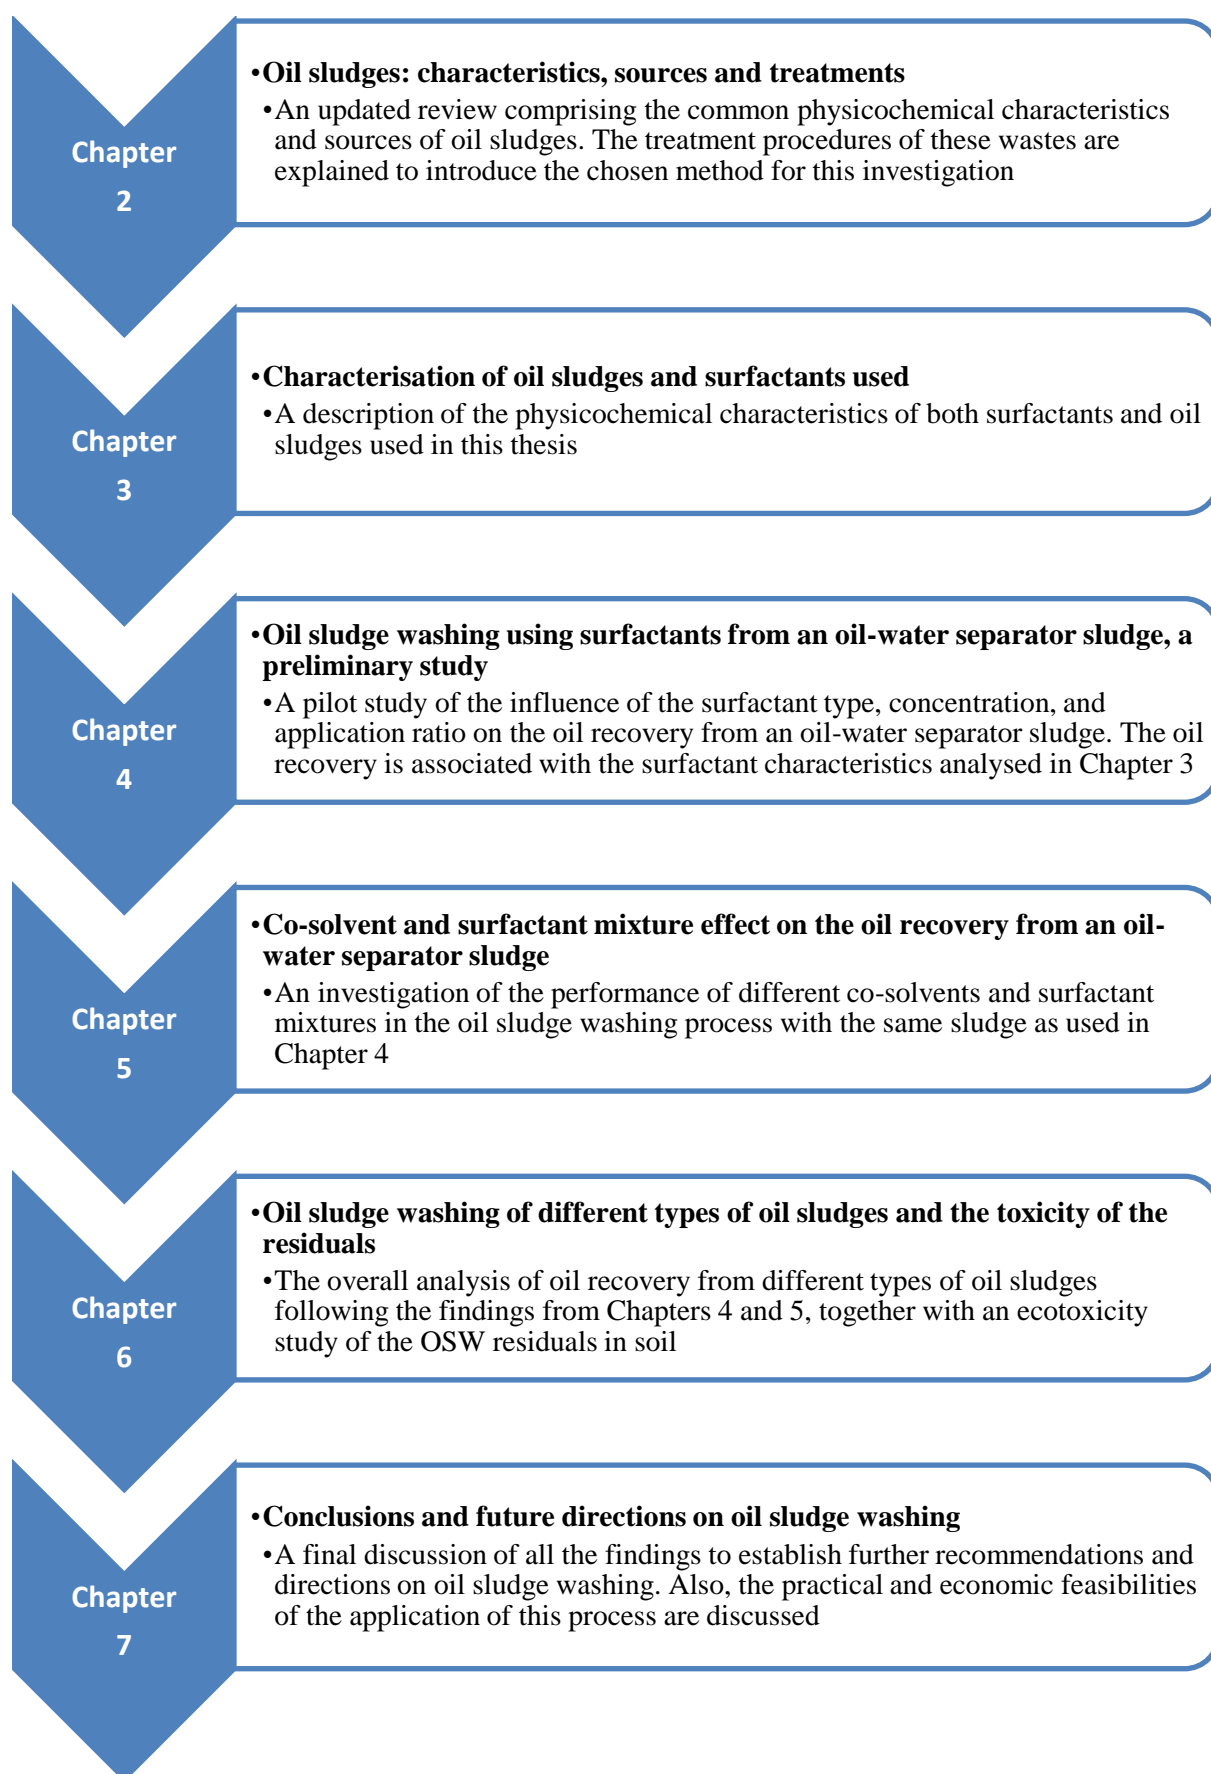 Chapter
2
•Oil sludges: characteristics, sources and treatments
•An updated review comprising the common physicochemical characteristics
and sources of oil sludges. The treatment procedures of these wastes are
explained to introduce the chosen method for this investigation
Chapter
3
•Characterisation of oil sludges and surfactants used
•A description of the physicochemical characteristics of both surfactants and oil
sludges used in this thesis
Chapter
4
•Oil sludge washing using surfactants from an oil-water separator sludge, a
preliminary study
•A pilot study of the influence of the surfactant type, concentration, and
application ratio on the oil recovery from an oil-water separator sludge. The oil
recovery is associated with the surfactant characteristics analysed in Chapter 3
Chapter
5
•Co-solvent and surfactant mixture effect on the oil recovery from an oil-
water separator sludge
•An investigation of the performance of different co-solvents and surfactant
mixtures in the oil sludge washing process with the same sludge as used in
Chapter 4
Chapter
6
•Oil sludge washing of different types of oil sludges and the toxicity of the
residuals
•The overall analysis of oil recovery from different types of oil sludges
following the findings from Chapters 4 and 5, together with an ecotoxicity
study of the OSW residuals in soil
Chapter
7
•Conclusions and future directions on oil sludge washing
•A final discussion of all the findings to establish further recommendations and
directions on oil sludge washing. Also, the practical and economic feasibilities
of the application of this process are discussed